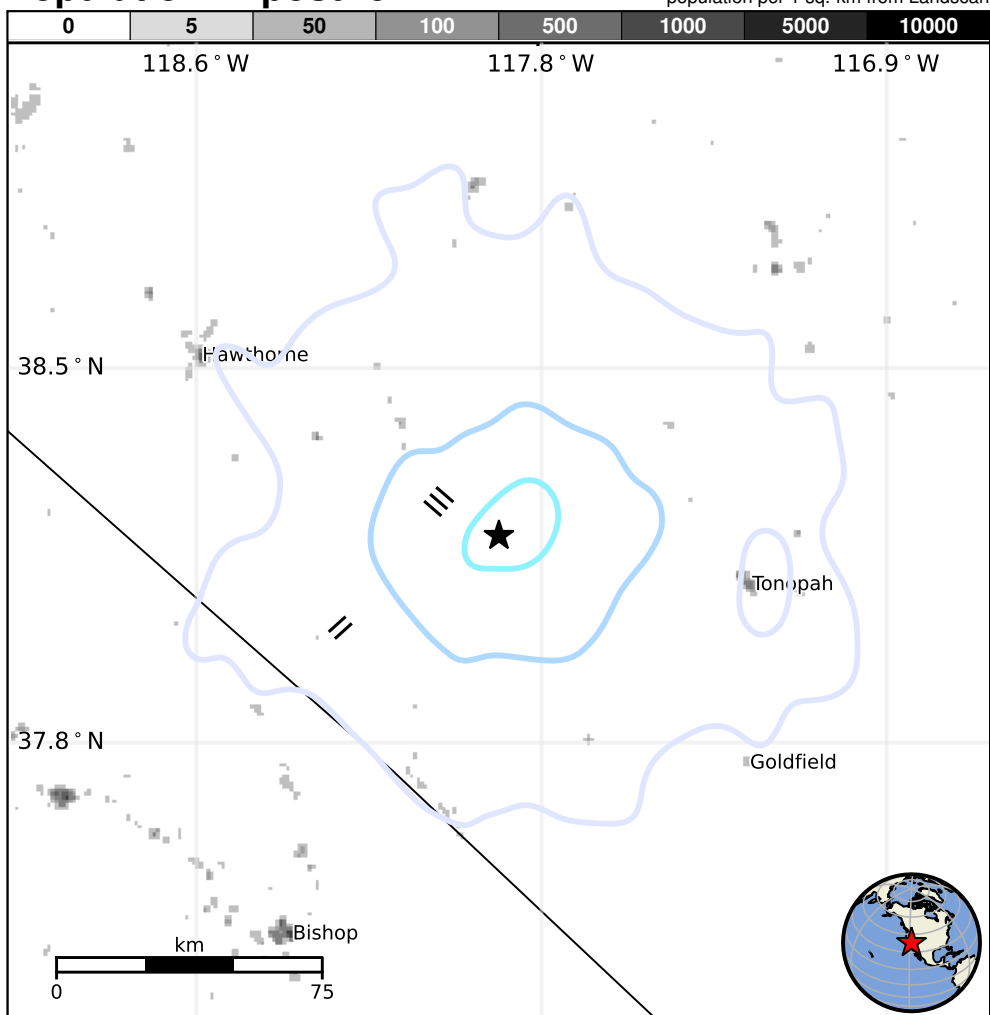 population per 1 sq. km from Landscan
0 5 50 100 500 1000 5000 10000
118.6°W 117.8°W 116.9°W
Hawthorne
38.5°N
III
Tonopah
II
37.8°N
Goldfield
Bishop
km
0 75